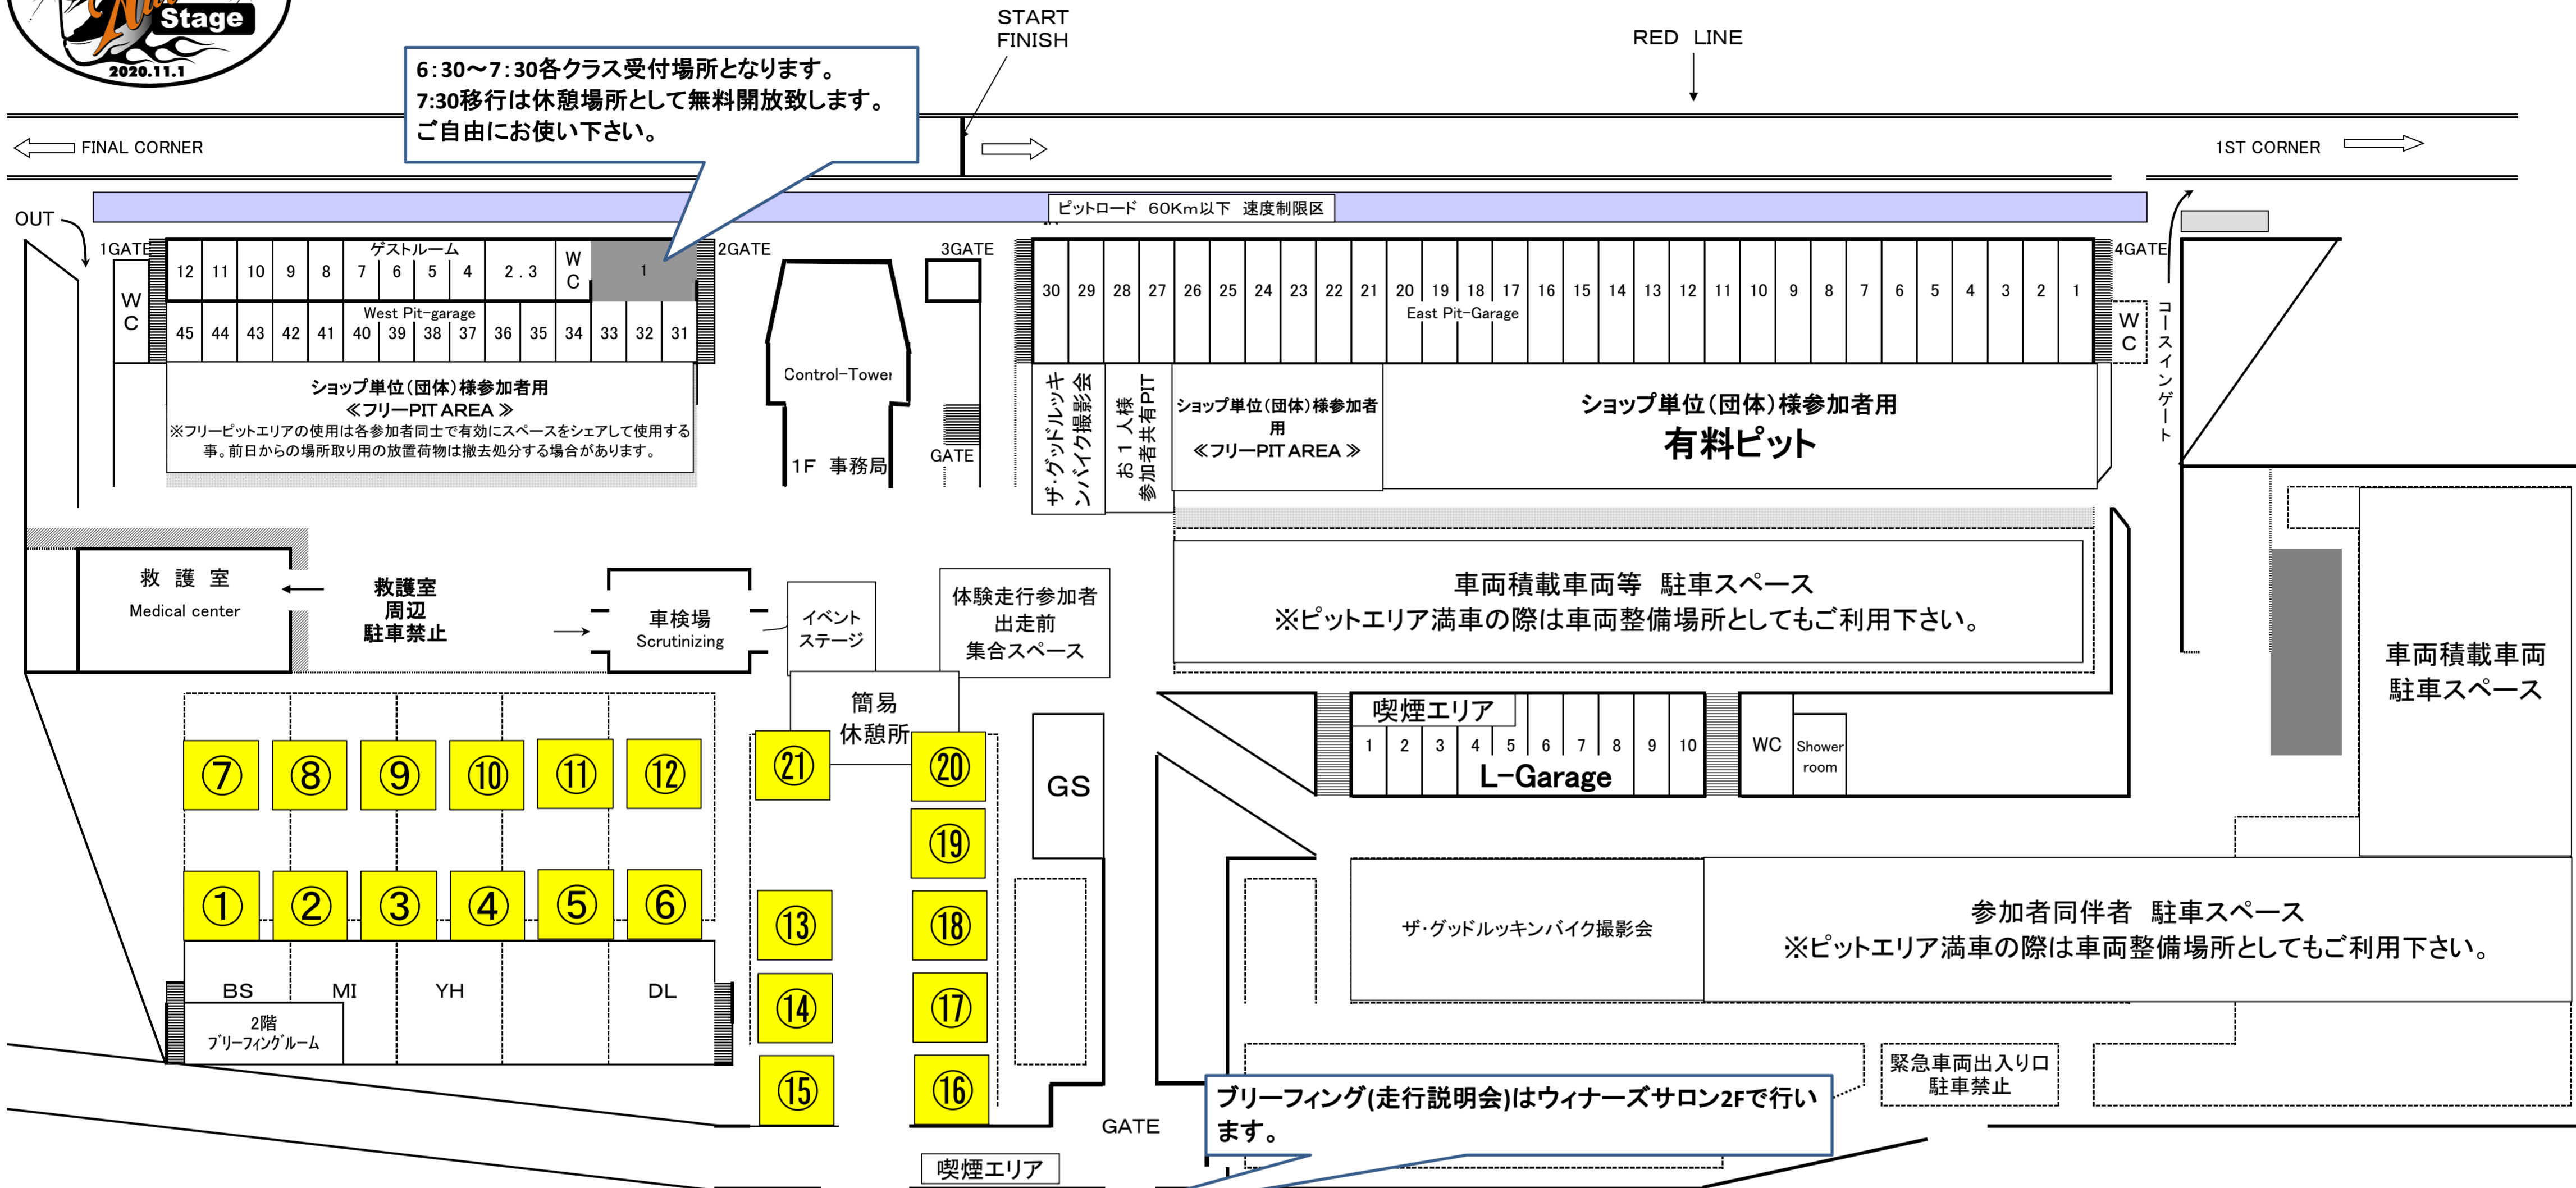 Stage
2020.11.1
START
FINISH
RED LINE
6:30～7:30各クラス受付場所となります。
7:30移行は休憩場所として無料開放致します。
ご自由にお使い下さい。
FINAL CORNER
1ST CORNER
ピットロード 60Km以下 速度制限区
OUT
1GATE
ゲストルーム
2GATE
3GATE
4GATE
12 11 10 9 8 7 6 5 4 2.3 WC 1
WC
West Pit-garage
45 44 43 42 41 40 39 38 37 36 35 34 33 32 31
30 29 28 27 26 25 24 23 22 21 20 19 18 17 16 15 14 13 12 11 10 9 8 7 6 5 4 3 2 1
East Pit-Garage
WC
コースインゲート
ショップ単位(団体)様参加者用
≪フリーPIT AREA ≫
※フリーピットエリアの使用は各参加者同士で有効にスペースをシェアして使用する
事。前日からの場所取り用の放置荷物は撤去処分する場合があります。
Control-Tower
1F 事務局
GATE
ザ・グッドルッキ
ンバイク撮影会
お１人様
参加者共有PIT
ショップ単位(団体)様参加者
用
≪フリーPIT AREA ≫
ショップ単位(団体)様参加者用
有料ピット
救 護 室
Medical center
救護室
周辺
駐車禁止
車検場
Scrutinizing
イベント
ステージ
体験走行参加者
出走前
集合スペース
車両積載車両等 駐車スペース
※ピットエリア満車の際は車両整備場所としてもご利用下さい。
車両積載車両
駐車スペース
簡易
休憩所
喫煙エリア
1 2 3 4 5 6 7 8 9 10
L-Garage
WC
Shower
room
GS
⑦ ⑧ ⑨ ⑩ ⑪ ⑫
㉑ ⑳
⑲
① ② ③ ④ ⑤ ⑥
⑬ ⑱
⑭ ⑰
⑮ ⑯
BS MI YH DL
2階
ブリーフィングルーム
ザ・グッドルッキンバイク撮影会
参加者同伴者 駐車スペース
※ピットエリア満車の際は車両整備場所としてもご利用下さい。
緊急車両出入り口
駐車禁止
ブリーフィング(走行説明会)はウィナーズサロン2Fで行い
ます。
GATE
喫煙エリア